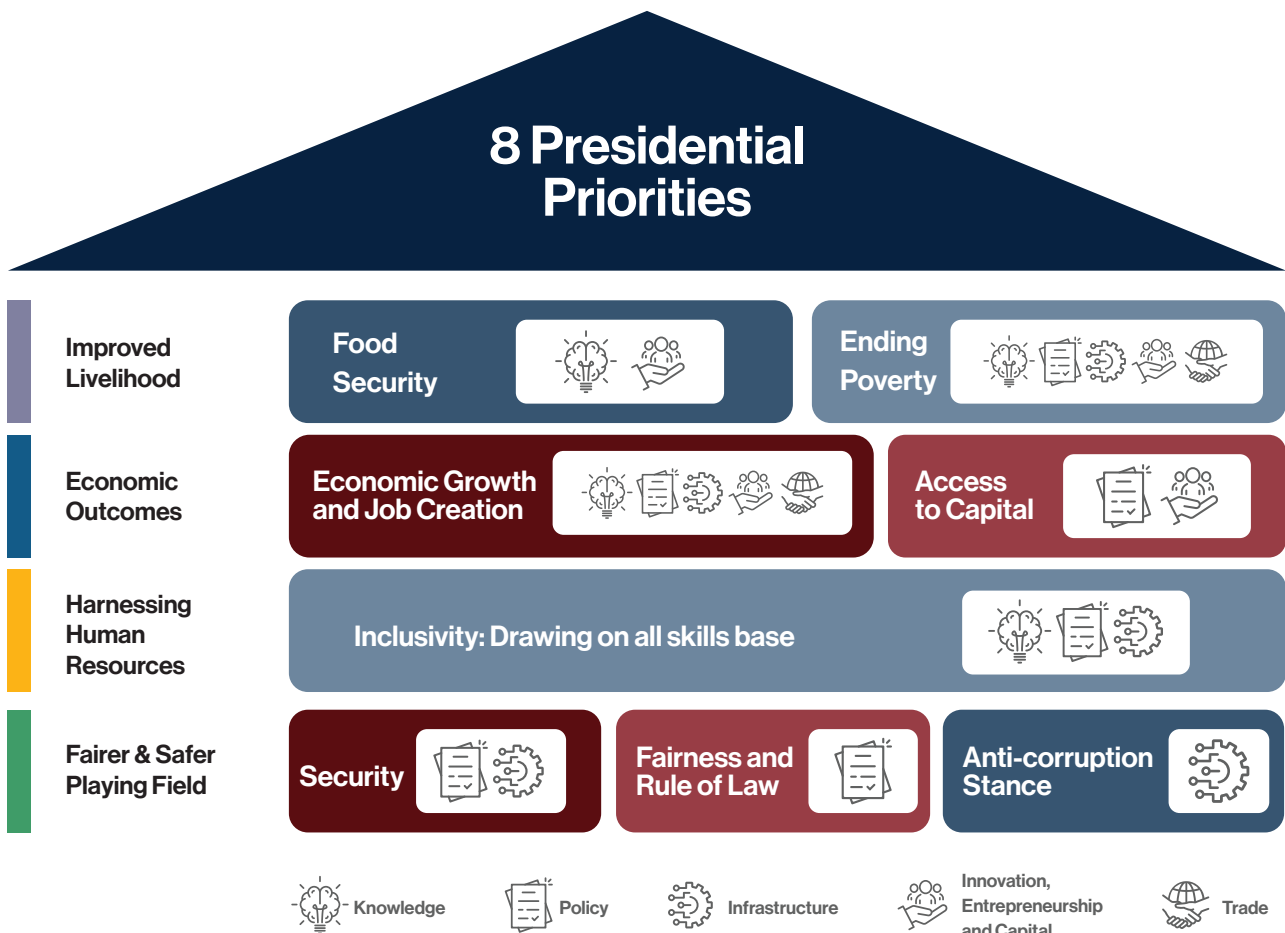 8 Presidential
Priorities
Improved
Livelihood
Food
Security
Ending
Poverty
Economic
Outcomes
Economic Growth
and Job Creation
Access
to Capital
Harnessing
Human
Resources
Inclusivity: Drawing on all skills base
Fairer & Safer
Playing Field
Security
Fairness and
Rule of Law
Anti-corruption
Stance
Knowledge
Policy
Infrastructure
Innovation,
Entrepreneurship
and Capital
Trade